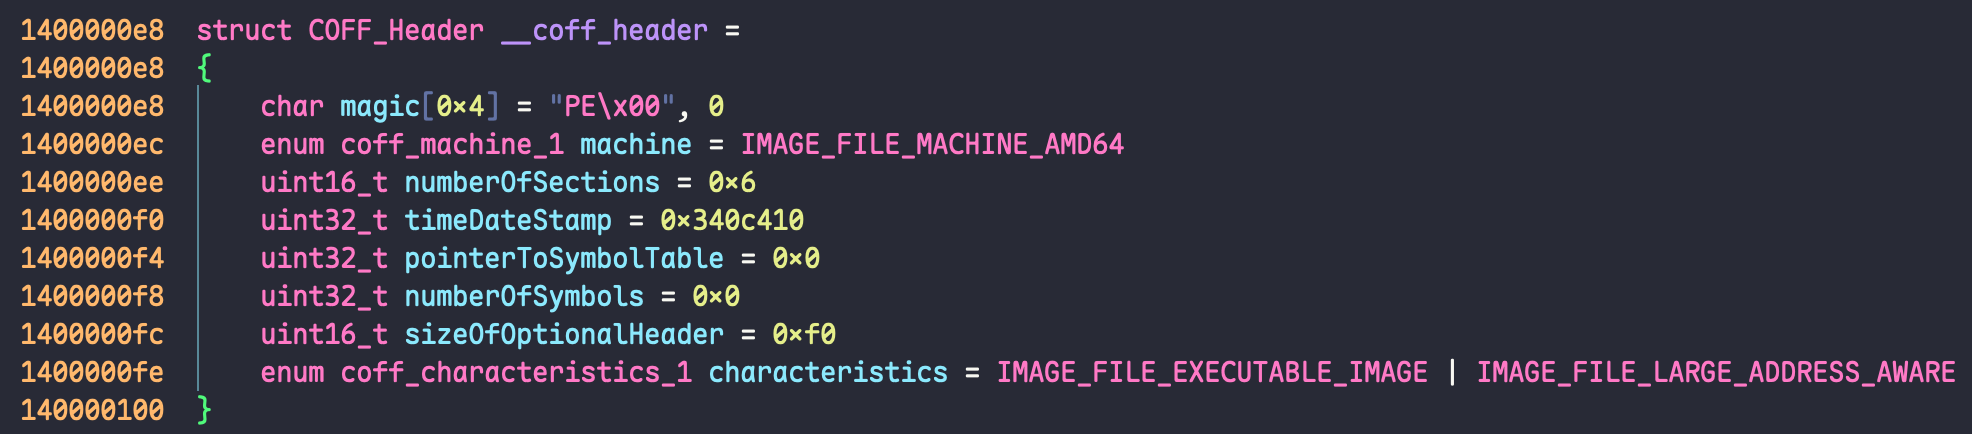 1400000e8  struct COFF_Header __coff_header =
1400000e8  {
1400000e8      char magic[0x4] = "PE\x00", 0
1400000ec      enum coff_machine_1 machine = IMAGE_FILE_MACHINE_AMD64
1400000ee      uint16_t numberOfSections = 0x6
1400000f0      uint32_t timeDateStamp = 0x340c410
1400000f4      uint32_t pointerToSymbolTable = 0x0
1400000f8      uint32_t numberOfSymbols = 0x0
1400000fc      uint16_t sizeOfOptionalHeader = 0xf0
1400000fe      enum coff_characteristics_1 characteristics = IMAGE_FILE_EXECUTABLE_IMAGE | IMAGE_FILE_LARGE_ADDRESS_AWARE
140000100  }